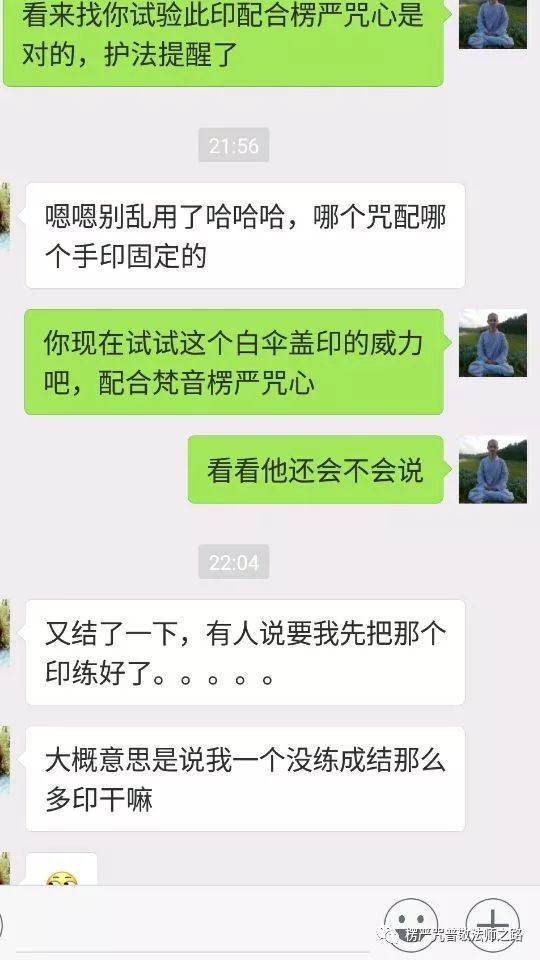 看来找你试验此印配合楞严咒心是
对的，护法提醒了
21:56
嗯嗯别乱用了哈哈哈，哪个咒配哪
个手印固定的
你现在试试这个白伞盖印的威力
吧，配合梵音楞严咒心
看看他还会不会说
22:04
又结了一下，有人说要我先把那个
印练好了。。。。。
大概意思是说我一个没练成结那么
多印干嘛
楞严咒普敬法师之路